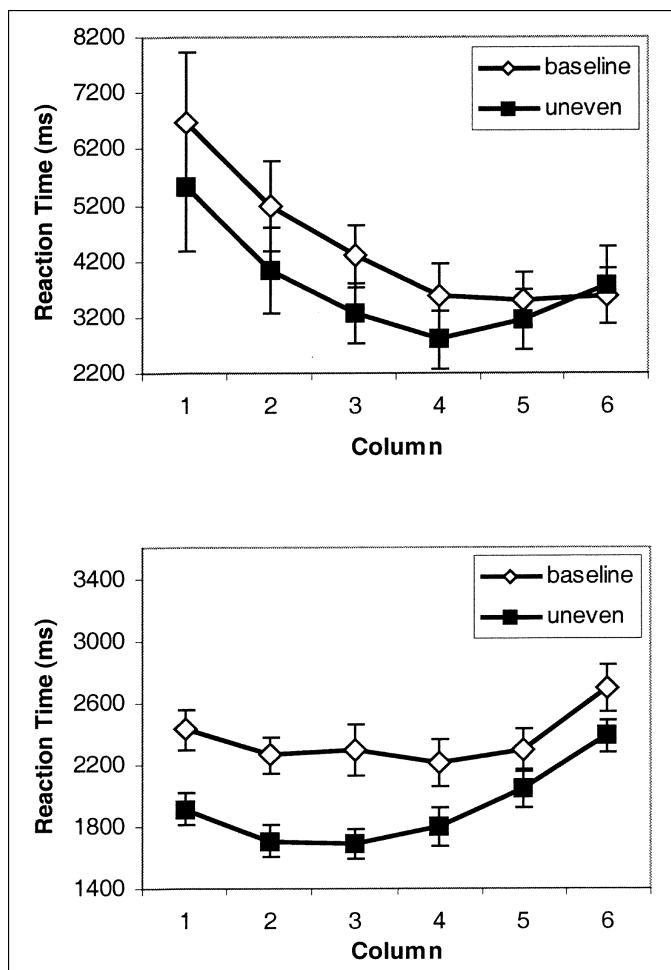 8200
7200
6200
5200
4200
3200
2200
Reaction Time (ms)
baseline
uneven
1 2 3 4 5 6
Column
3400
3000
2600
2200
1800
1400
Reaction Time (ms)
baseline
uneven
1 2 3 4 5 6
Column